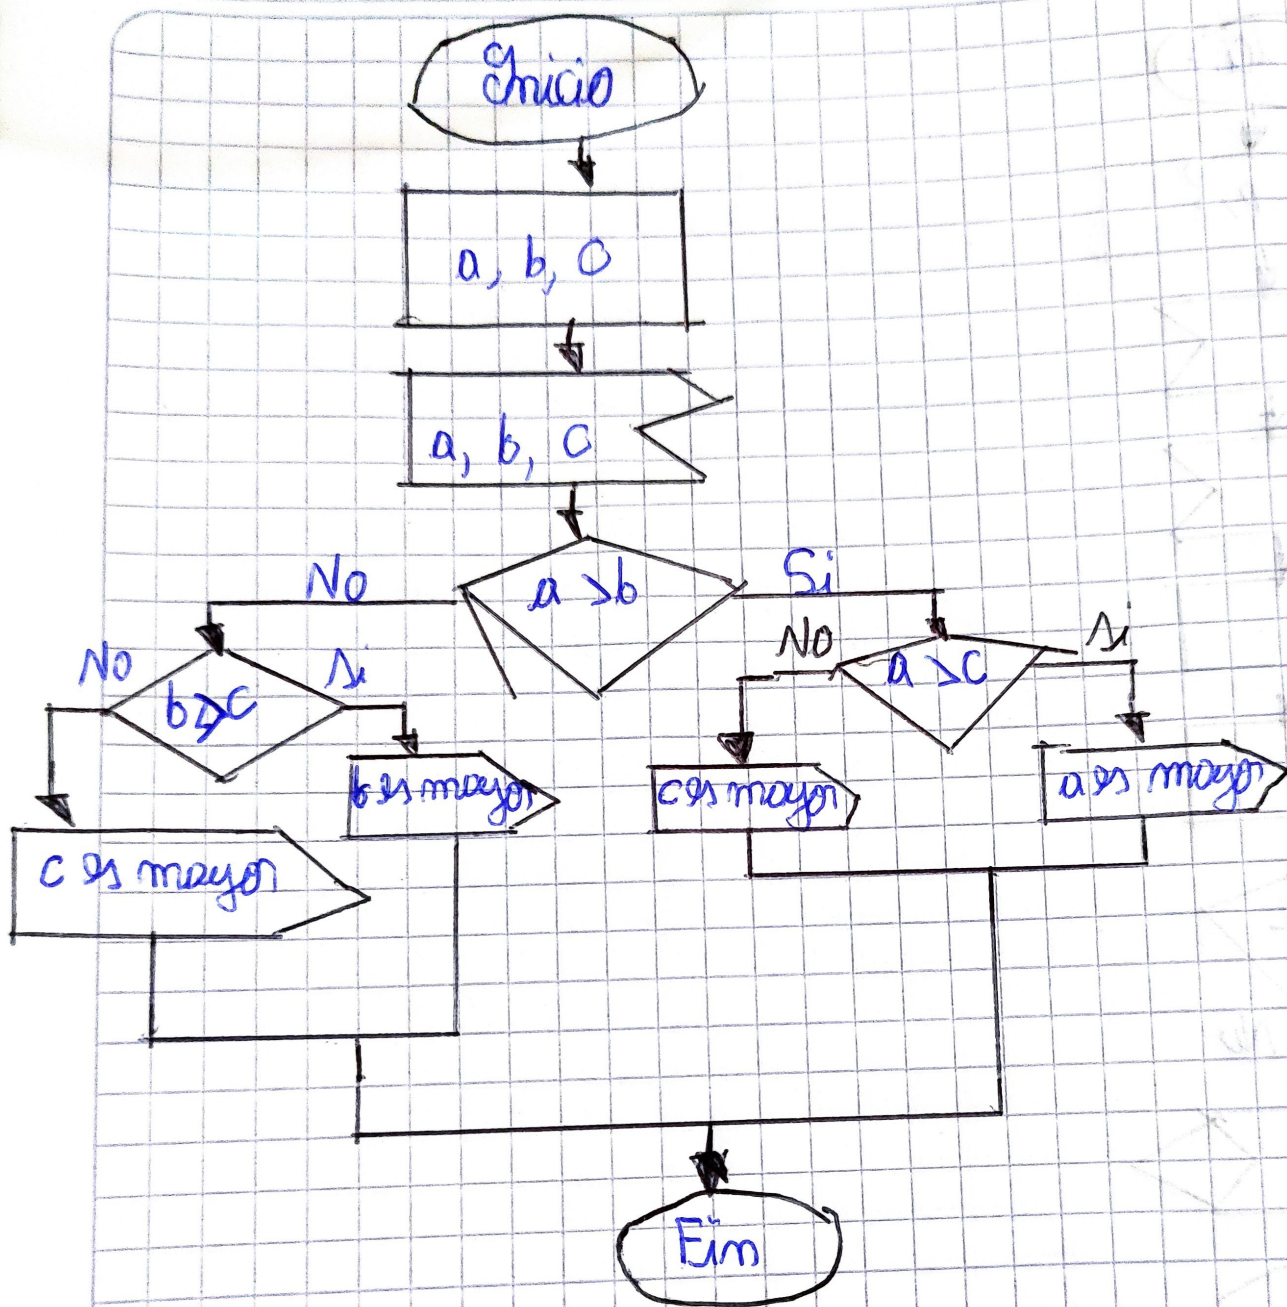 Inicio
a, b, c
a, b, c
a > b
No
Si
No
b > c
Si
No
a > c
Si
b es mayor
c es mayor
a es mayor
c es mayor
Fin